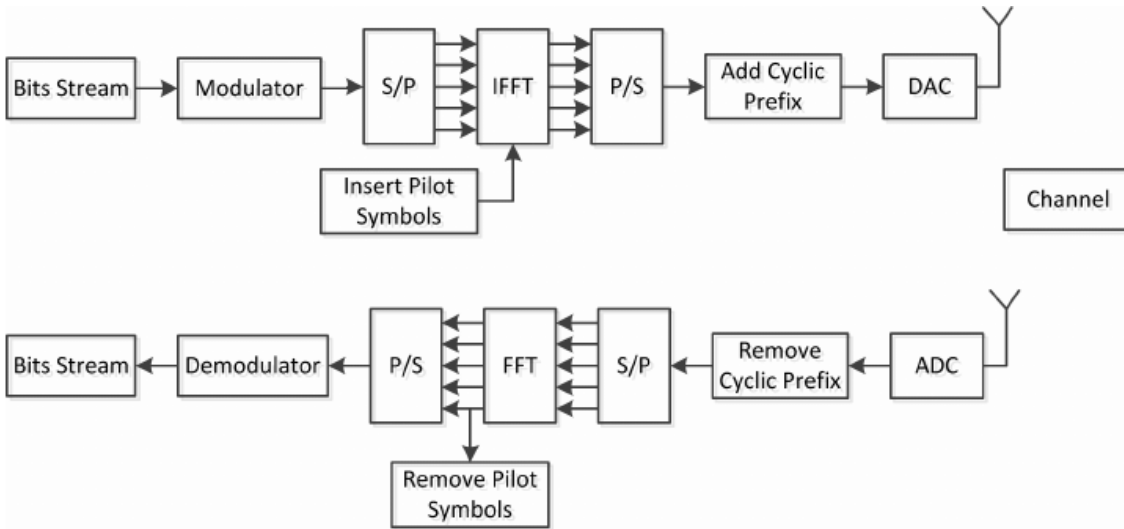 Bits Stream
Modulator
S/P
IFFT
P/S
Add Cyclic
Prefix
DAC
Insert Pilot
Symbols
Channel
Bits Stream
Demodulator
P/S
FFT
S/P
Remove
Cyclic Prefix
ADC
Remove Pilot
Symbols